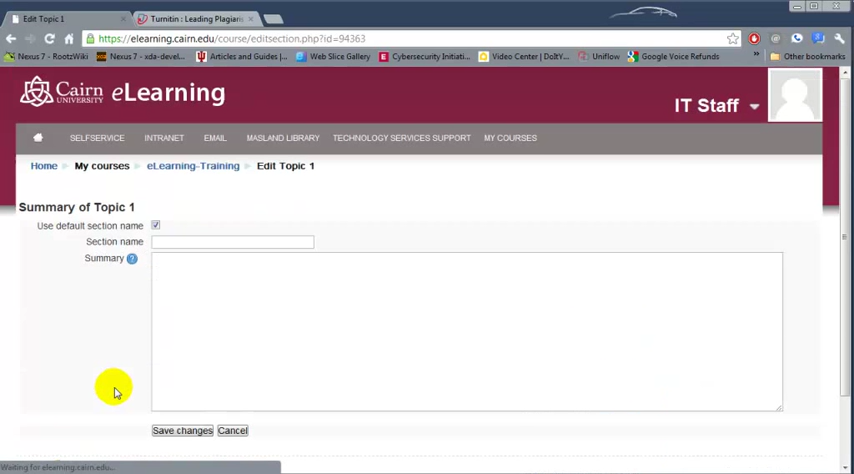 Edit Topic 1
Turnitin : Leading Plagiaris
https://elearning.cairn.edu/course/editsection.php?id=94363
Nexus 7 - RootzWiki
Nexus 7 - xda-devel...
Articles and Guides |...
Web Slice Gallery
Cybersecurity Initiati...
Video Center | DoItY...
Uniflow
Google Voice Refunds
»
Other bookmarks
Cairn UNIVERSITY eLearning
IT Staff
SELFSERVICE INTRANET EMAIL MASLAND LIBRARY TECHNOLOGY SERVICES SUPPORT MY COURSES
Home My courses eLearning-Training Edit Topic 1
Summary of Topic 1
Use default section name
Section name
Summary ?
Save changes Cancel
Waiting for elearning.cairn.edu...